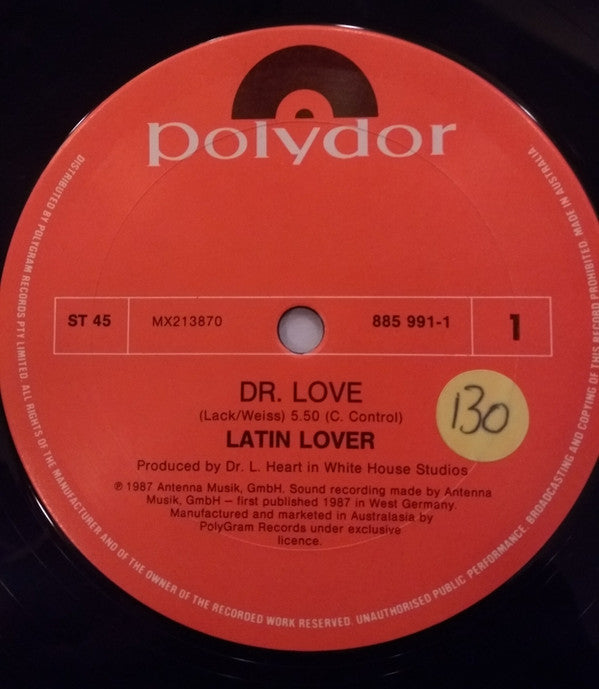 polydor
ST 45 MX213870 885 991-1 1
DR. LOVE
(Lack/Weiss) 5.50 (C. Control)
LATIN LOVER
130
Produced by Dr. L. Heart in White House Studios
℗ 1987 Antenna Musik, GmbH. Sound recording made by Antenna
Musik, GmbH – first published 1987 in West Germany.
Manufactured and marketed in Australasia by
PolyGram Records under exclusive
licence.
DISTRIBUTED BY POLYGRAM RECORDS PTY LIMITED. ALL RIGHTS OF THE MANUFACTURER AND OF THE OWNER OF THE RECORDED WORK RESERVED. UNAUTHORISED PUBLIC PERFORMANCE, BROADCASTING AND COPYING OF THIS RECORD PROHIBITED. MADE IN AUSTRALIA